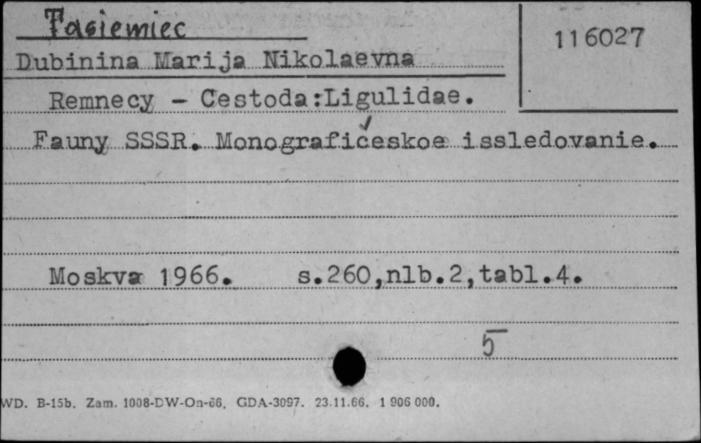 Tasiemiec
116027
Dubinina Marija Nikolaevna
Remnecy - Cestoda:Ligulidae.
Fauny SSSR. Monografičeskoe issledovanie.
Moskva 1966. s.260,nlb.2,tabl.4.
5
WD. B-15b. Zam. 1008-DW-On-66. GDA-3097. 23.11.66. 1 906 000.